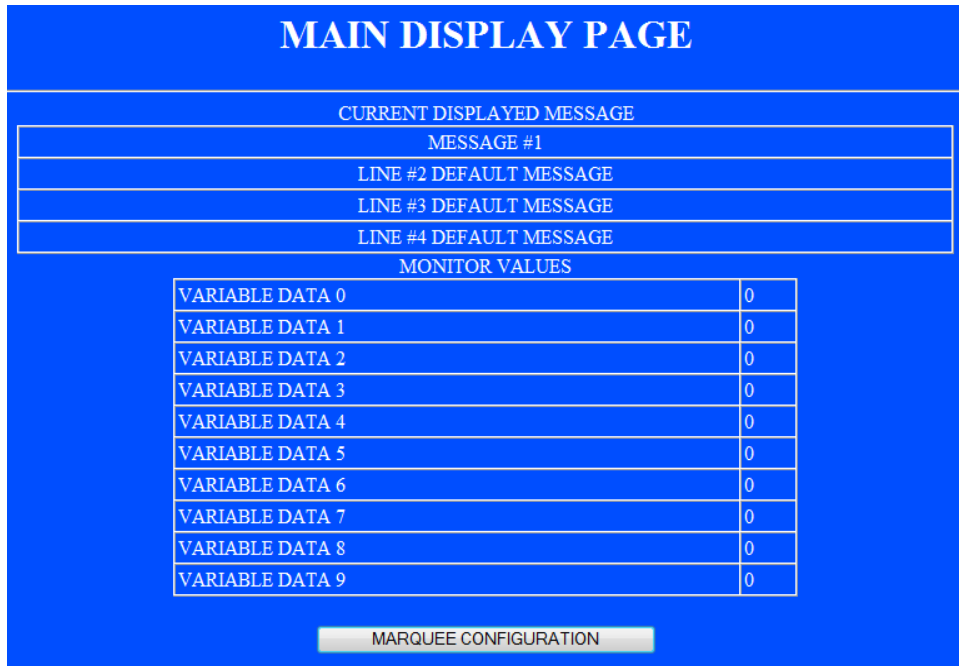 MAIN DISPLAY PAGE
CURRENT DISPLAYED MESSAGE
MESSAGE #1
LINE #2 DEFAULT MESSAGE
LINE #3 DEFAULT MESSAGE
LINE #4 DEFAULT MESSAGE
MONITOR VALUES
VARIABLE DATA 0 0
VARIABLE DATA 1 0
VARIABLE DATA 2 0
VARIABLE DATA 3 0
VARIABLE DATA 4 0
VARIABLE DATA 5 0
VARIABLE DATA 6 0
VARIABLE DATA 7 0
VARIABLE DATA 8 0
VARIABLE DATA 9 0
MARQUEE CONFIGURATION